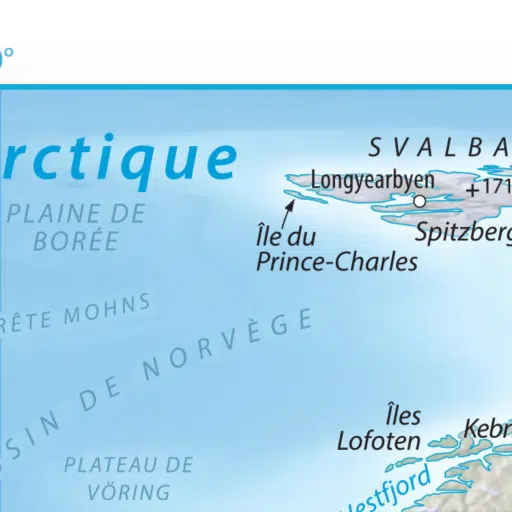 0°
rctique
SVALBA
PLAINE DE
BORÉE
Longyearbyen
+171
Île du
Prince-Charles
Spitzberg
RÊTE MOHNS
SSIN DE NORVÈGE
Îles
Lofoten
Kebn
PLATEAU DE
VÖRING
Vestfjord